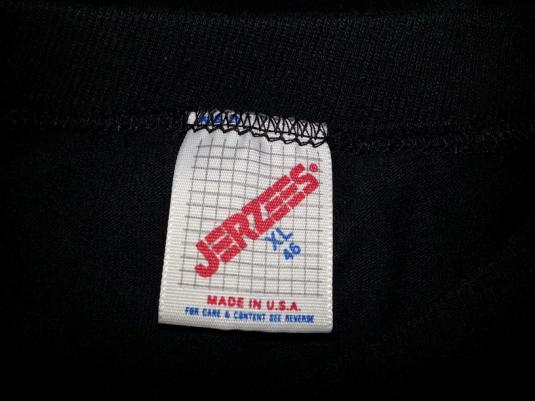 JERZEES®
XL
46
MADE IN U.S.A.
FOR CARE & CONTENT SEE REVERSE